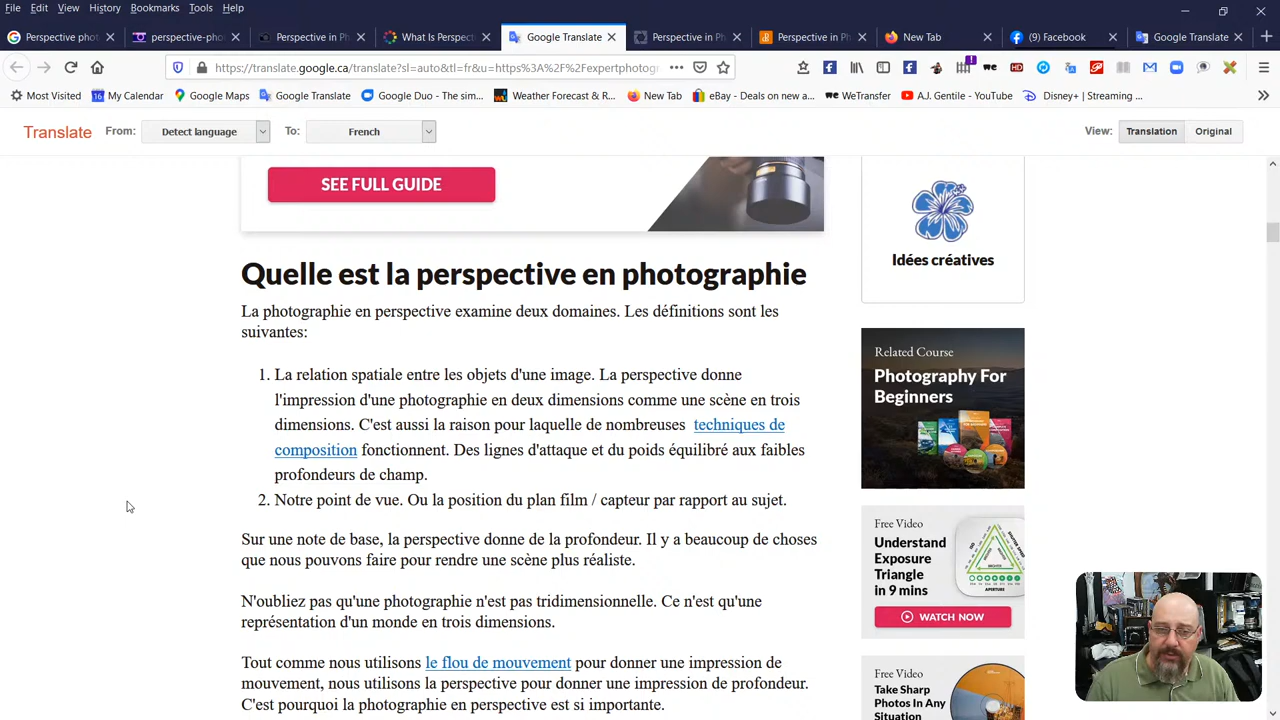 File Edit View History Bookmarks Tools Help
Perspective phot
perspective-pho
Perspective in Ph
What Is Perspecti
Google Translate
Perspective in Ph
Perspective in Ph
New Tab
(9) Facebook
Google Translate
https://translate.google.ca/translate?sl=auto&tl=fr&u=https%3A%2F%2Fexpertphotog
Most Visited
My Calendar
Google Maps
Google Translate
Google Duo - The sim...
Weather Forecast & R...
New Tab
eBay - Deals on new a...
WeTransfer
A.J. Gentile - YouTube
Disney+ | Streaming ...
Translate From: Detect language To: French View: Translation Original
SEE FULL GUIDE
Quelle est la perspective en photographie
La photographie en perspective examine deux domaines. Les définitions sont les
suivantes:
1. La relation spatiale entre les objets d'une image. La perspective donne
l'impression d'une photographie en deux dimensions comme une scène en trois
dimensions. C'est aussi la raison pour laquelle de nombreuses techniques de
composition fonctionnent. Des lignes d'attaque et du poids équilibré aux faibles
profondeurs de champ.
2. Notre point de vue. Ou la position du plan film / capteur par rapport au sujet.
Sur une note de base, la perspective donne de la profondeur. Il y a beaucoup de choses
que nous pouvons faire pour rendre une scène plus réaliste.
N'oubliez pas qu'une photographie n'est pas tridimensionnelle. Ce n'est qu'une
représentation d'un monde en trois dimensions.
Tout comme nous utilisons le flou de mouvement pour donner une impression de
mouvement, nous utilisons la perspective pour donner une impression de profondeur.
C'est pourquoi la photographie en perspective est si importante.
Idées créatives
Related Course
Photography For
Beginners
Free Video
Understand
Exposure
Triangle
in 9 mins
APERTURE
WATCH NOW
Free Video
Take Sharp
Photos In Any
Situation